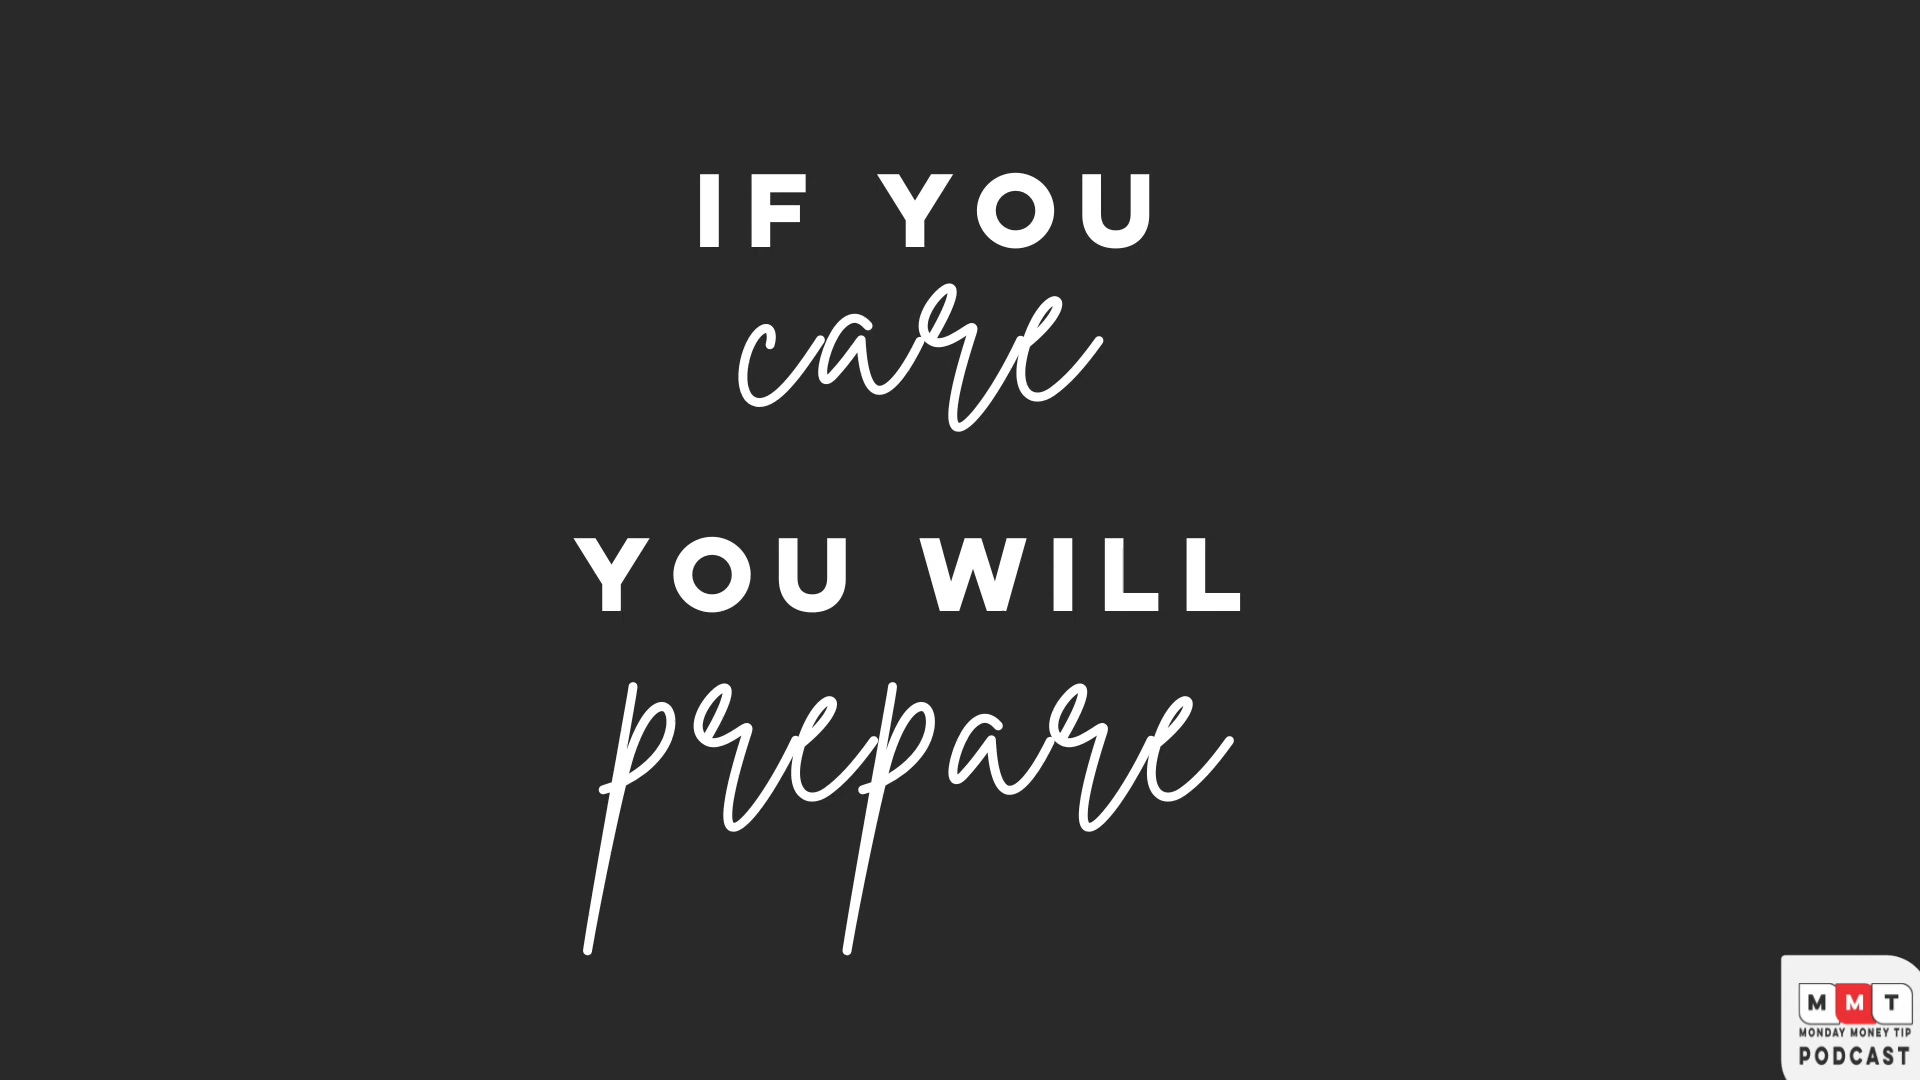 IF YOU
care
YOU WILL
prepare
MMT
MONDAY MONEY TIP
PODCAST